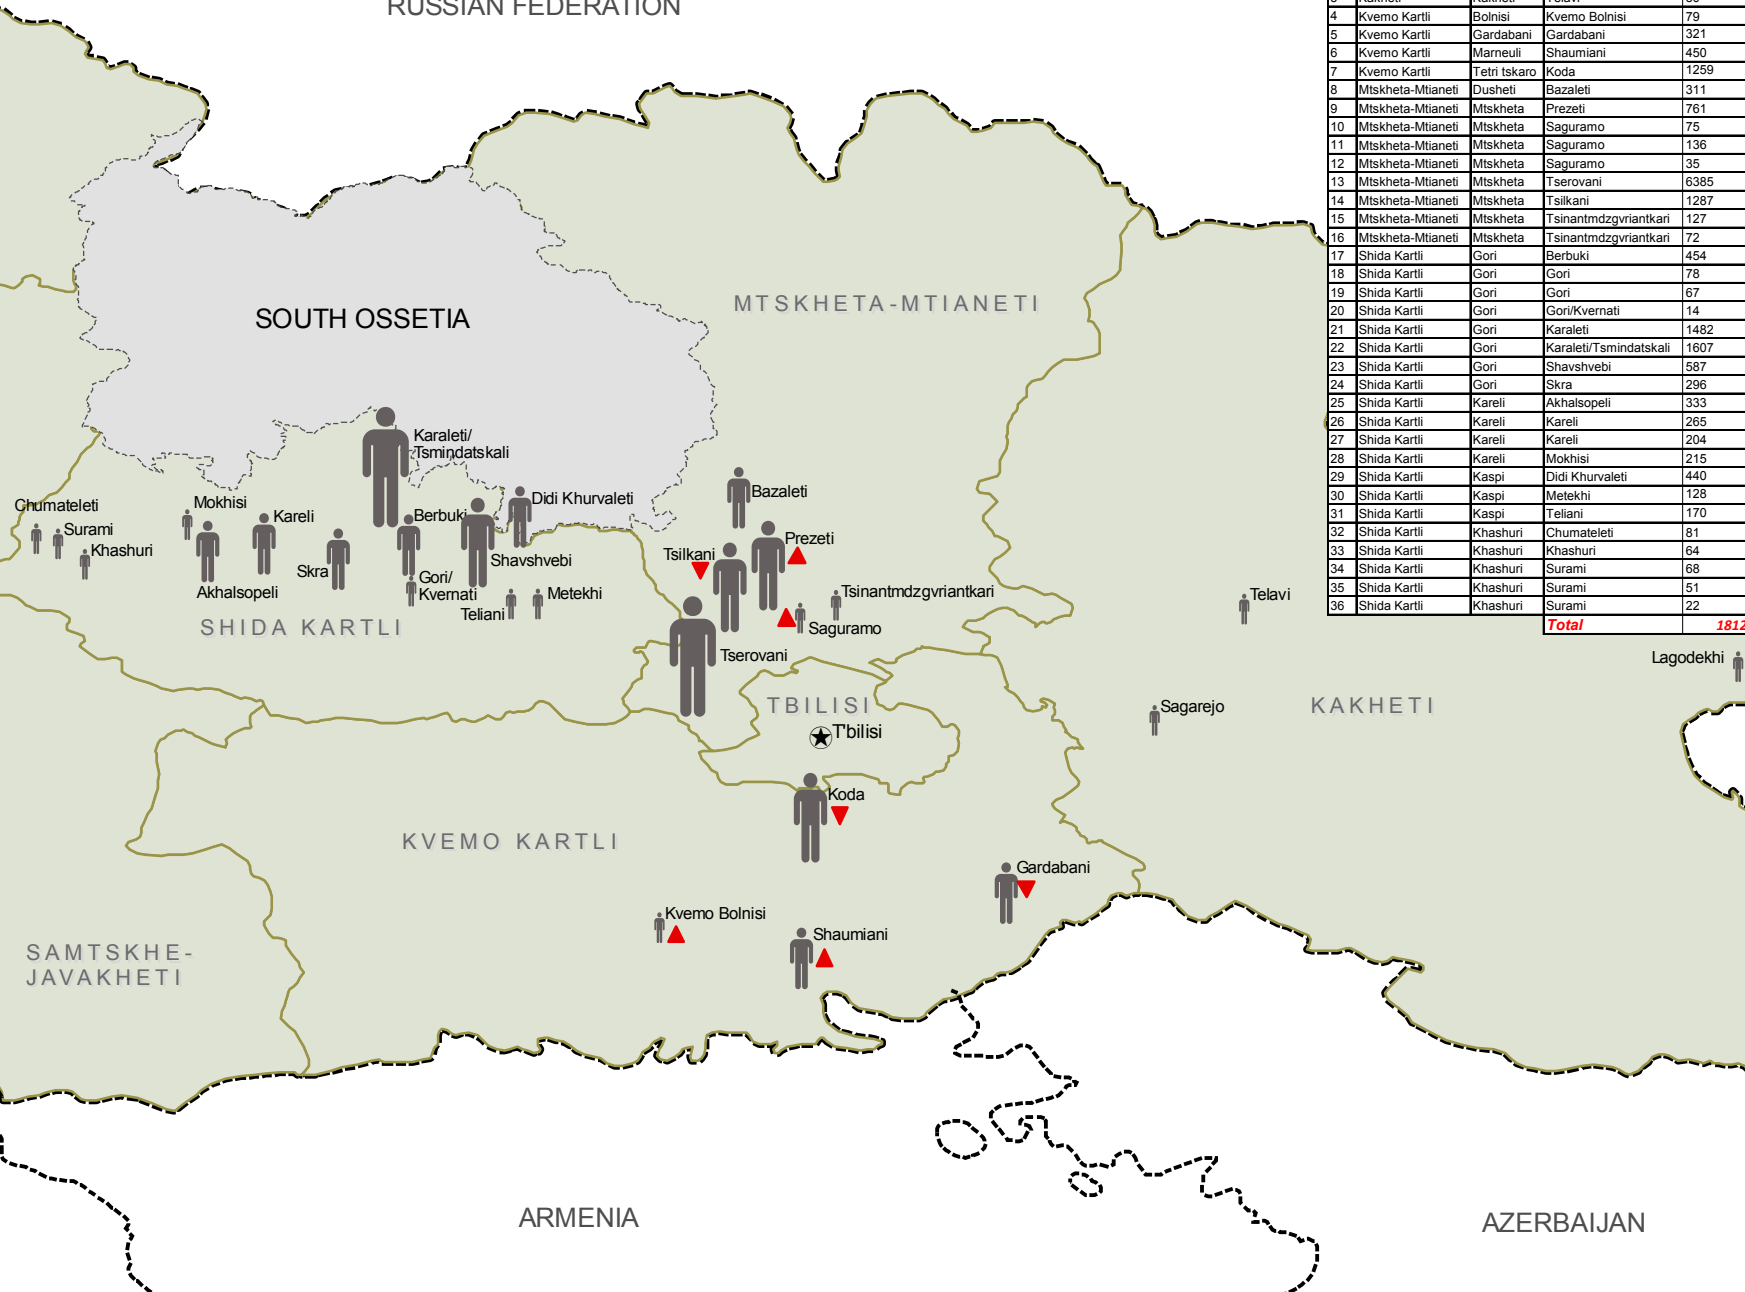 RUSSIAN FEDERATION
4 Kvemo Kartli Bolnisi Kvemo Bolnisi 79
5 Kvemo Kartli Gardabani Gardabani 321
6 Kvemo Kartli Marneuli Shaumiani 450
7 Kvemo Kartli Tetri tskaro Koda 1259
8 Mtskheta-Mtianeti Dusheti Bazaleti 311
9 Mtskheta-Mtianeti Mtskheta Prezeti 761
10 Mtskheta-Mtianeti Mtskheta Saguramo 75
11 Mtskheta-Mtianeti Mtskheta Saguramo 136
12 Mtskheta-Mtianeti Mtskheta Saguramo 35
13 Mtskheta-Mtianeti Mtskheta Tserovani 6385
14 Mtskheta-Mtianeti Mtskheta Tsilkani 1287
15 Mtskheta-Mtianeti Mtskheta Tsinantmdzgvriantkari 127
16 Mtskheta-Mtianeti Mtskheta Tsinantmdzgvriantkari 72
17 Shida Kartli Gori Berbuki 454
18 Shida Kartli Gori Gori 78
19 Shida Kartli Gori Gori 67
20 Shida Kartli Gori Gori/Kvernati 14
21 Shida Kartli Gori Karaleti 1482
22 Shida Kartli Gori Karaleti/Tsmindatskali 1607
23 Shida Kartli Gori Shavshvebi 587
24 Shida Kartli Gori Skra 296
25 Shida Kartli Kareli Akhalsopeli 333
26 Shida Kartli Kareli Kareli 265
27 Shida Kartli Kareli Kareli 204
28 Shida Kartli Kareli Mokhisi 215
29 Shida Kartli Kaspi Didi Khurvaleti 440
30 Shida Kartli Kaspi Metekhi 128
31 Shida Kartli Kaspi Teliani 170
32 Shida Kartli Khashuri Chumateleti 81
33 Shida Kartli Khashuri Khashuri 64
34 Shida Kartli Khashuri Surami 68
35 Shida Kartli Khashuri Surami 51
36 Shida Kartli Khashuri Surami 22
Total 1812
MTSKHETA-MTIANETI
SOUTH OSSETIA
Karaleti/
Tsmindatskali
Bazaleti
Didi Khurvaleti
Mokhisi
Chumateleti
Kareli
Berbuki
Surami
Prezeti
Khashuri
Tsilkani
Shavshvebi
Skra
Gori/
Kvernati
Akhalsopeli
Tsinantmdzgvriantkari
Metekhi
Telavi
Teliani
SHIDA KARTLI
Saguramo
Tserovani
Lagodekhi
TBILISI
Sagarejo
KAKHETI
T'bilisi
Koda
KVEMO KARTLI
Gardabani
Kvemo Bolnisi
Shaumiani
SAMTSKHE-
JAVAKHETI
ARMENIA
AZERBAIJAN